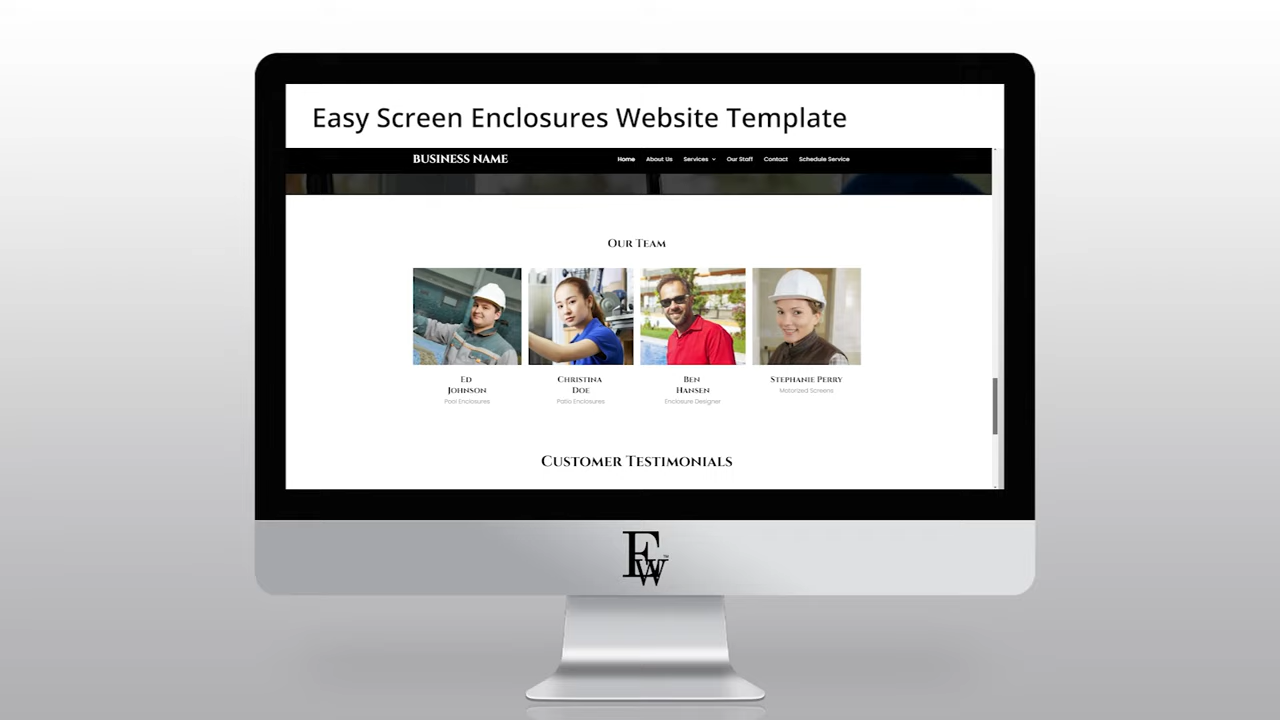 Easy Screen Enclosures Website Template
BUSINESS NAME
Home About Us Services Our Staff Contact Schedule Service
Our Team
Ed
Johnson
Pool Enclosures
Christina
Doe
Patio Enclosures
Ben
Hansen
Enclosure Designer
Stephanie Perry
Motorized Screens
Customer Testimonials
EW™